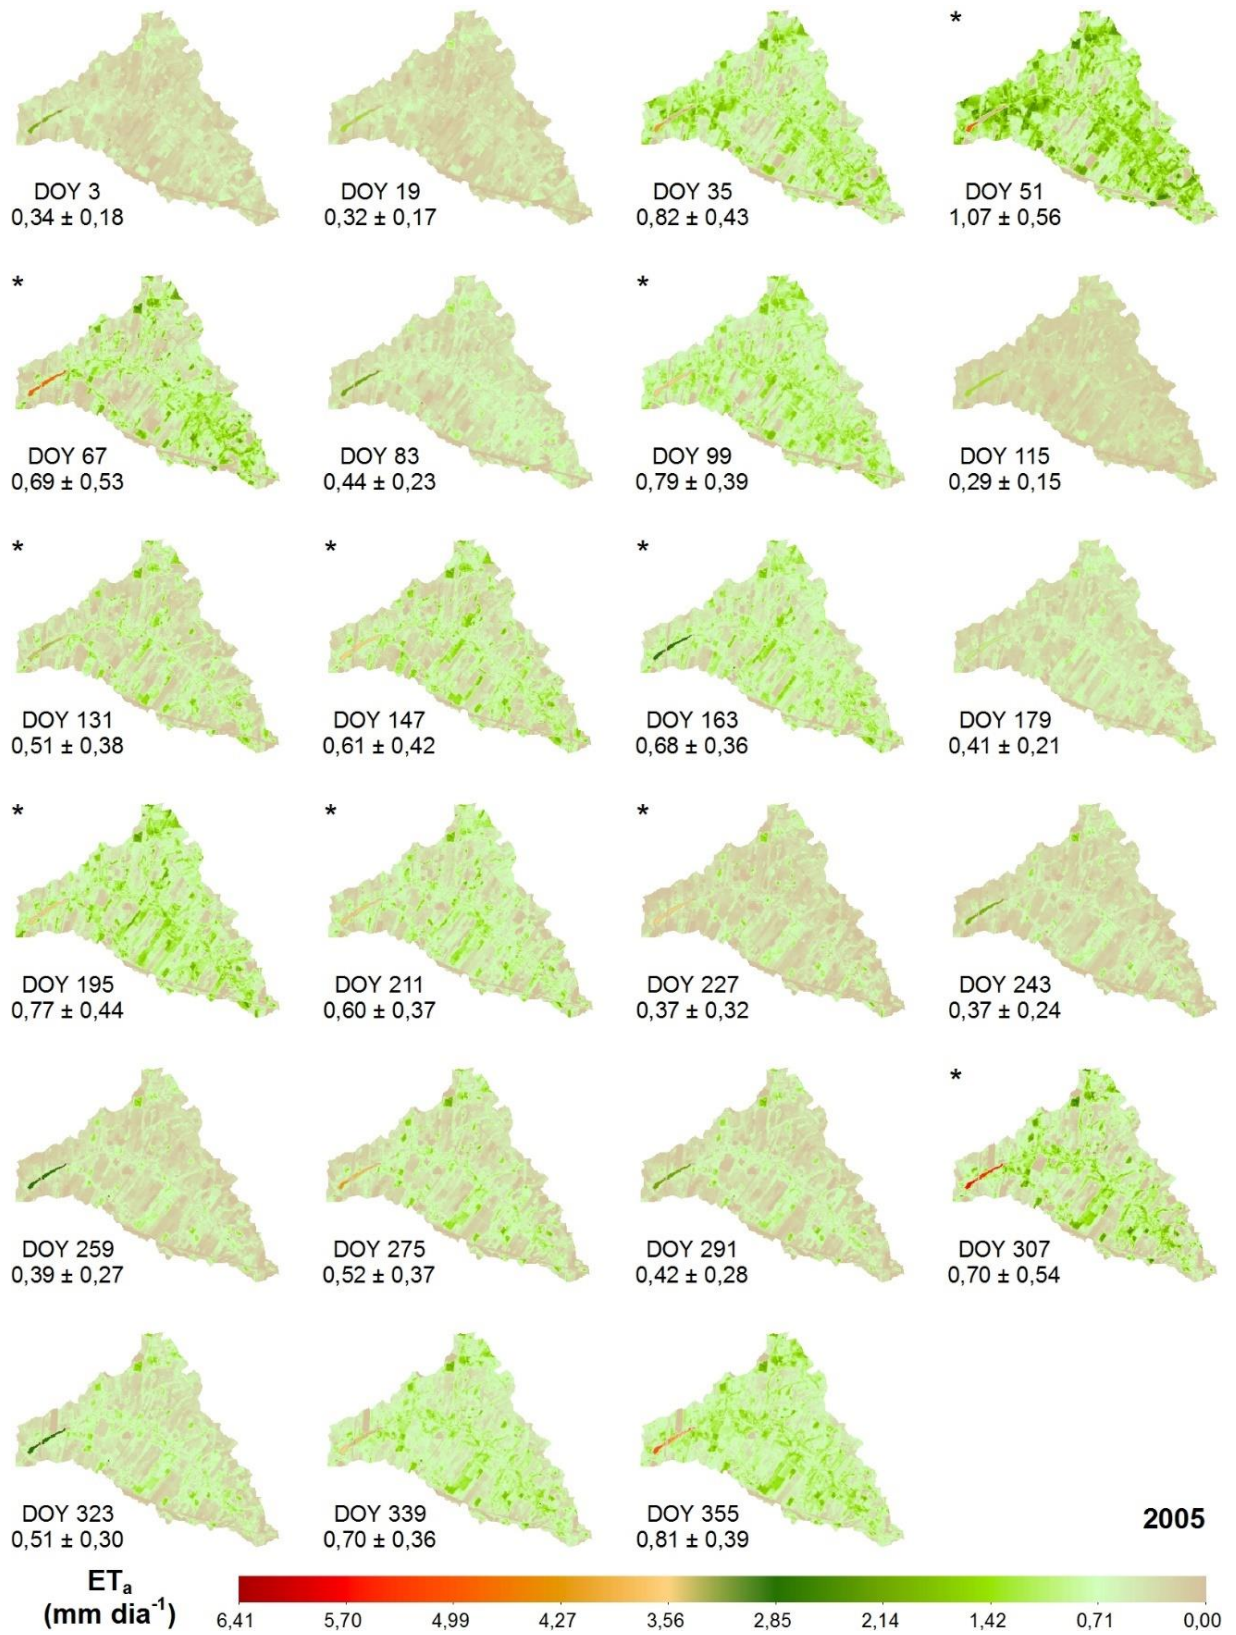 *
DOY 3
0,34 ± 0,18
DOY 19
0,32 ± 0,17
DOY 35
0,82 ± 0,43
DOY 51
1,07 ± 0,56
*
*
DOY 67
0,69 ± 0,53
DOY 83
0,44 ± 0,23
DOY 99
0,79 ± 0,39
DOY 115
0,29 ± 0,15
*
*
*
DOY 131
0,51 ± 0,38
DOY 147
0,61 ± 0,42
DOY 163
0,68 ± 0,36
DOY 179
0,41 ± 0,21
*
*
*
DOY 195
0,77 ± 0,44
DOY 211
0,60 ± 0,37
DOY 227
0,37 ± 0,32
DOY 243
0,37 ± 0,24
*
DOY 259
0,39 ± 0,27
DOY 275
0,52 ± 0,37
DOY 291
0,42 ± 0,28
DOY 307
0,70 ± 0,54
DOY 323
0,51 ± 0,30
DOY 339
0,70 ± 0,36
DOY 355
0,81 ± 0,39
2005
ETₐ
(mm dia⁻¹)
6,41 5,70 4,99 4,27 3,56 2,85 2,14 1,42 0,71 0,00